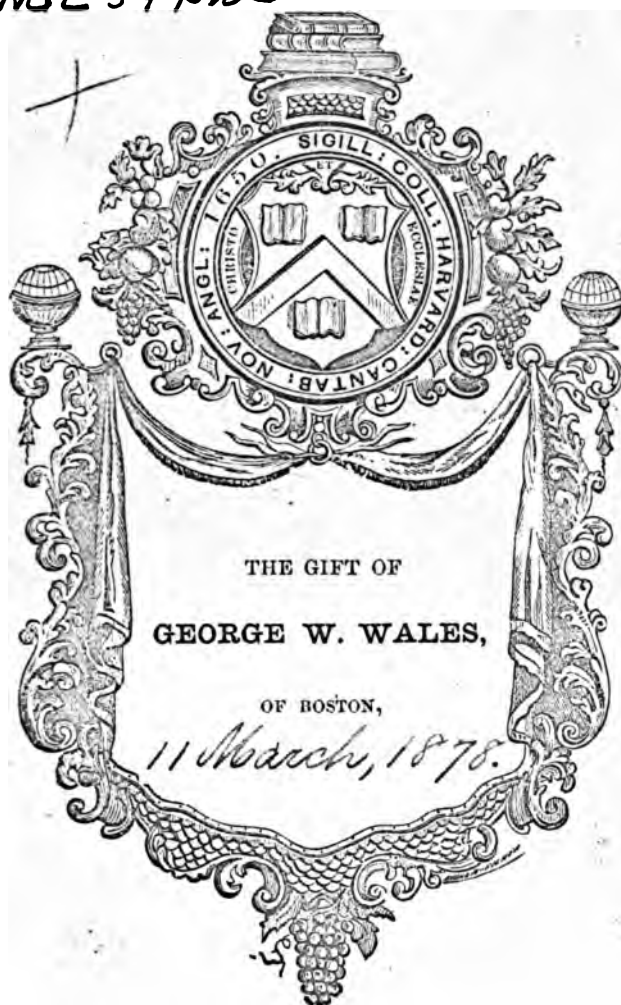 SIGILL: COLL: HARVARD: CANTAB: NOV: ANGL: 1650.
CHRISTO
ET
ECCLESIAE
THE GIFT OF
GEORGE W. WALES,
OF BOSTON,
11 March, 1878.